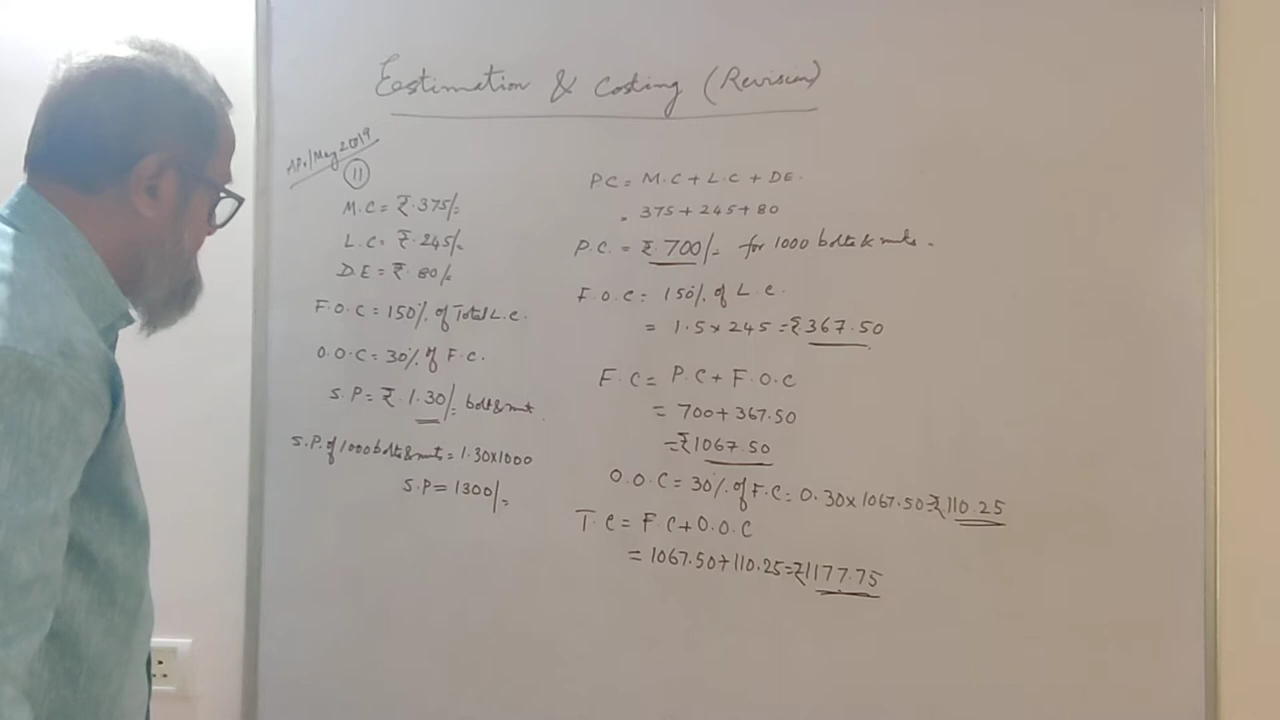 Eestimation & Costing (Revision)
Ap./May 2019
11
M.C = ₹.375/-
L.C = ₹.245/-
D.E = ₹.80/-
F.O.C = 150% of Total L.c.
O.O.C = 30% of F.C.
S.P = ₹.1.30/- bolt & nut.
S.P. of 1000 bolts & nuts = 1.30×1000
S.P = 1300/-
P.C = M.C + L.C + D.E.
= 375 + 245 + 80
P.C. = ₹.700/- for 1000 bolts & nuts.
F.O.C = 150% of L.c.
= 1.5 × 245 = ₹367.50
F.C = P.C + F.O.C
= 700 + 367.50
= ₹1067.50
O.O.C = 30% of F.C = 0.30 × 1067.50 = ₹110.25
T.C = F.C + O.O.C
= 1067.50 + 110.25 = ₹1177.75